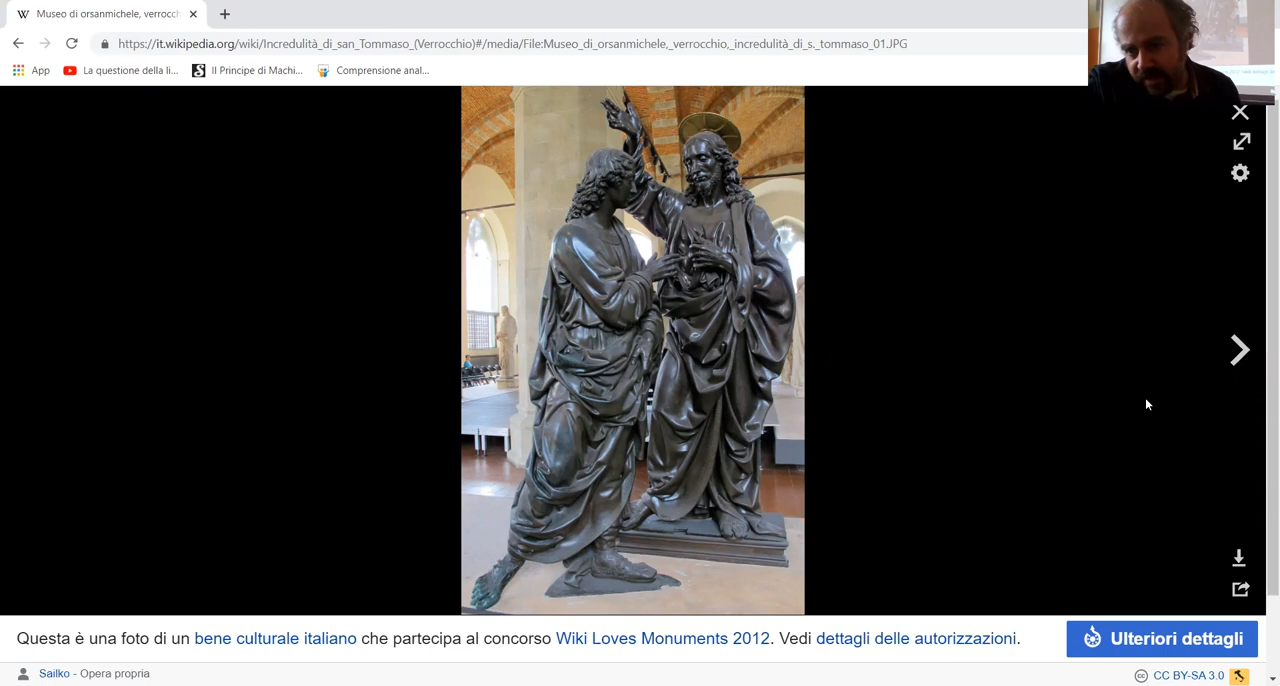 Museo di orsanmichele, verrocch
https://it.wikipedia.org/wiki/Incredulità_di_san_Tommaso_(Verrocchio)#/media/File:Museo_di_orsanmichele,_verrocchio,_incredulità_di_s._tommaso_01.JPG
App La questione della li... Il Principe di Machi... Comprensione anal...
Questa è una foto di un bene culturale italiano che partecipa al concorso Wiki Loves Monuments 2012. Vedi dettagli delle autorizzazioni.
Ulteriori dettagli
Sailko - Opera propria
CC BY-SA 3.0